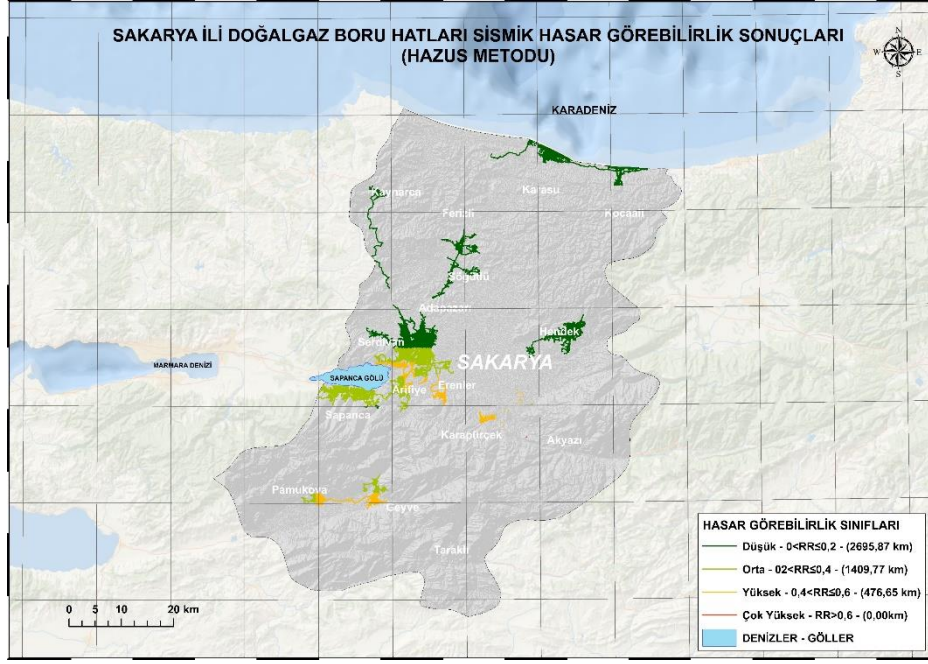 SAKARYA İLİ DOĞALGAZ BORU HATLARI SİSMİK HASAR GÖREBİLİRLİK SONUÇLARI
(HAZUS METODU)
N
W E
S
KARADENİZ
Kaynarca
Karasu
Ferizli
Kocaali
Söğütlü
Adapazarı
Hendek
Serdivan
SAKARYA
MARMARA DENİZİ
SAPANCA GÖLÜ
Arifiye
Erenler
Sapanca
Karapürçek
Akyazı
Pamukova
Geyve
Taraklı
0 5 10 20 km
HASAR GÖREBİLİRLİK SINIFLARI
Düşük - 0<RR≤0,2 - (2695,87 km)
Orta - 02<RR≤0,4 - (1409,77 km)
Yüksek - 0,4<RR≤0,6 - (476,65 km)
Çok Yüksek - RR>0,6 - (0,00km)
DENİZLER - GÖLLER